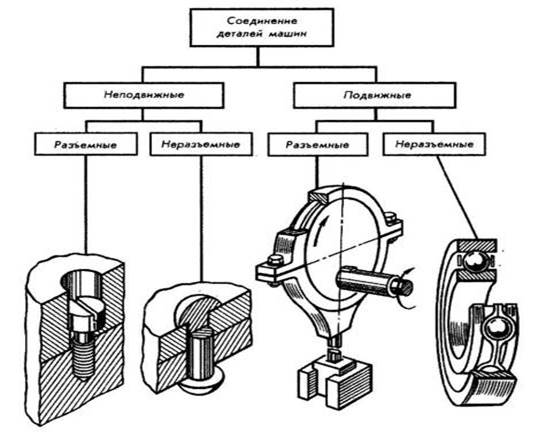 Соединение
деталей машин
Неподвижные
Подвижные
Разъемные
Неразъемные
Разъемные
Неразъемные